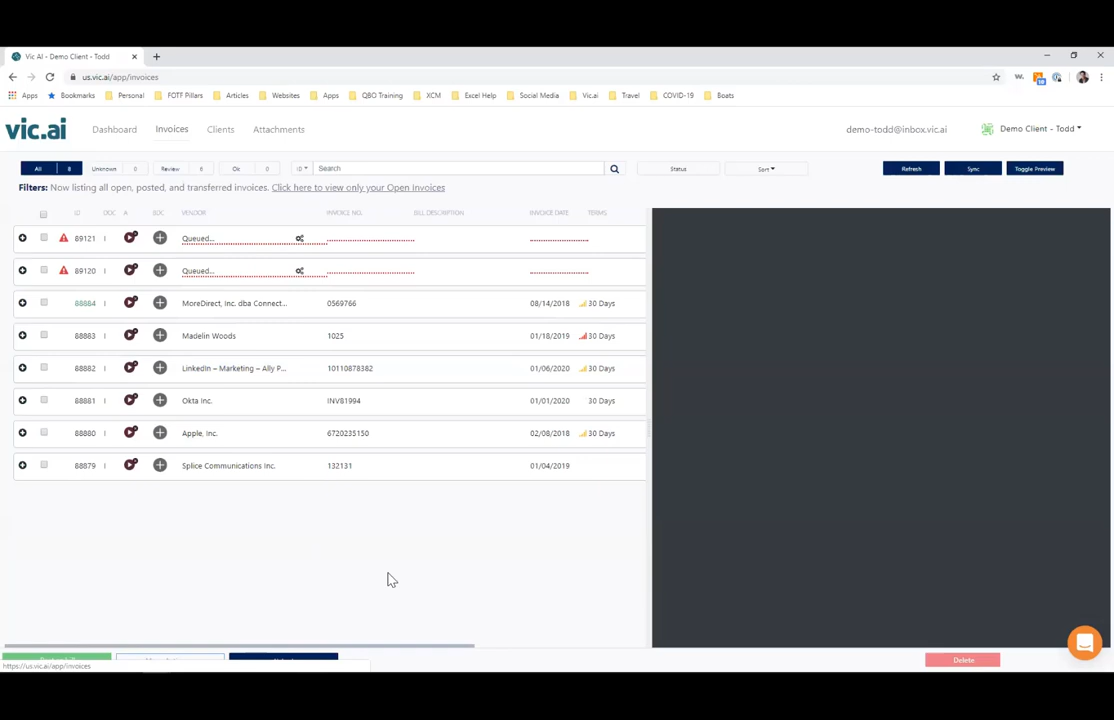 Vic AI - Demo Client - Todd
us.vic.ai/app/invoices
Apps Bookmarks Personal FOTF Pillars Articles Websites Apps QBO Training XCM Excel Help Social Media Vic.ai Travel COVID-19 Boats
vic.ai Dashboard Invoices Clients Attachments demo-todd@inbox.vic.ai Demo Client - Todd
All 8 Unknown 0 Review 6 Ok 0 ID Search Status Sort Refresh Sync Toggle Preview
Filters: Now listing all open, posted, and transferred invoices. Click here to view only your Open Invoices
ID DOC A BDC VENDOR INVOICE NO. BILL DESCRIPTION INVOICE DATE TERMS
89121 I Queued...
89120 I Queued...
88884 I MoreDirect, Inc. dba Connect... 0569766 08/14/2018 30 Days
88883 I Madelin Woods 1025 01/18/2019 30 Days
88882 I LinkedIn – Marketing – Ally P... 10110878382 01/06/2020 30 Days
88881 I Okta Inc. INV81994 01/01/2020 30 Days
88880 I Apple, Inc. 6720235150 02/08/2018 30 Days
88879 I Splice Communications Inc. 132131 01/04/2019
Delete
https://us.vic.ai/app/invoices